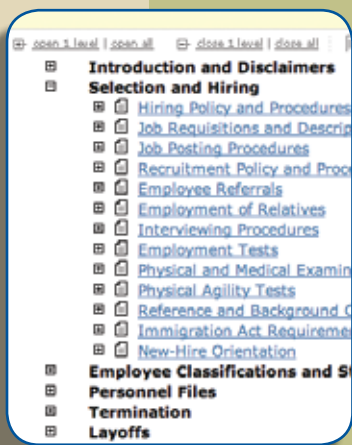 open 1 level | open all close 1 level | close all
Introduction and Disclaimers
Selection and Hiring
Hiring Policy and Procedures
Job Requisitions and Descrip
Job Posting Procedures
Recruitment Policy and Proce
Employee Referrals
Employment of Relatives
Interviewing Procedures
Employment Tests
Physical and Medical Examin
Physical Agility Tests
Reference and Background C
Immigration Act Requiremen
New-Hire Orientation
Employee Classifications and St
Personnel Files
Termination
Layoffs